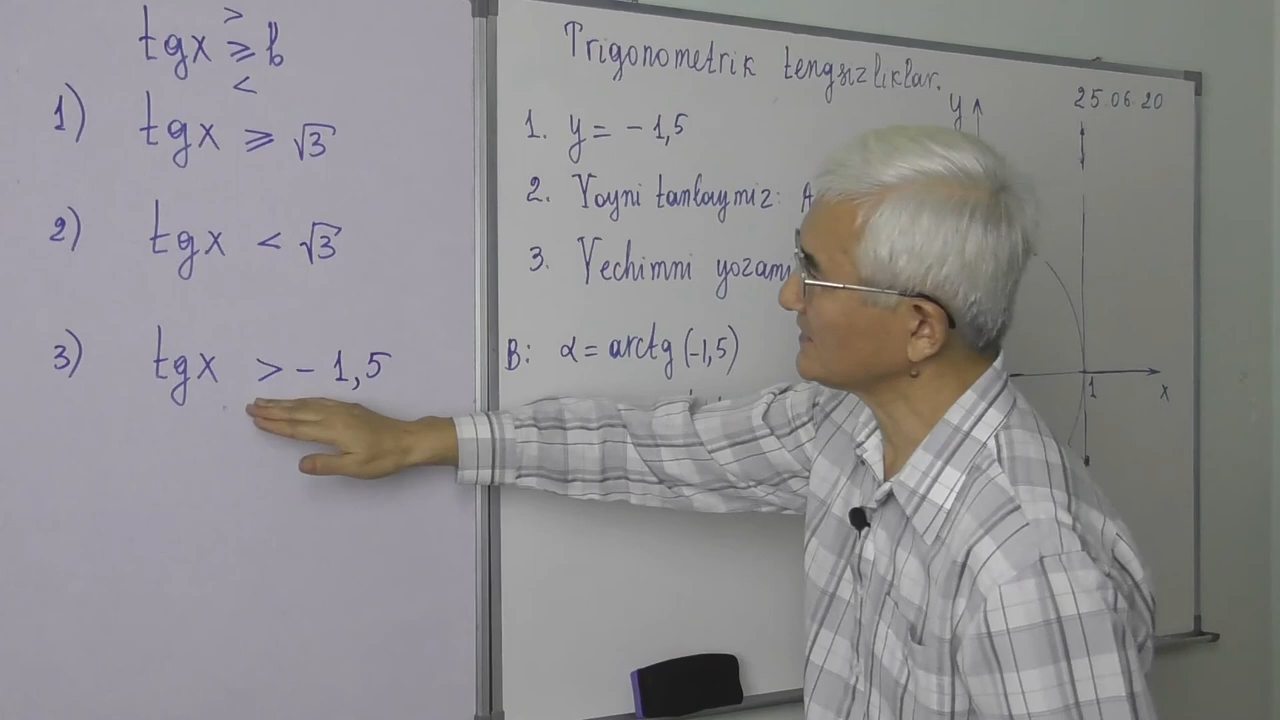 >
tgx ⩾ b
<
1) tgx ⩾ √3
2) tgx < √3
3) tgx > - 1,5
Trigonometrik tengsizliklar.
25.06.20
y
1. y = - 1,5
2. Yoyni tanlaymiz: A
3. Yechimni
B: α = arctg (-1,5)
1
x